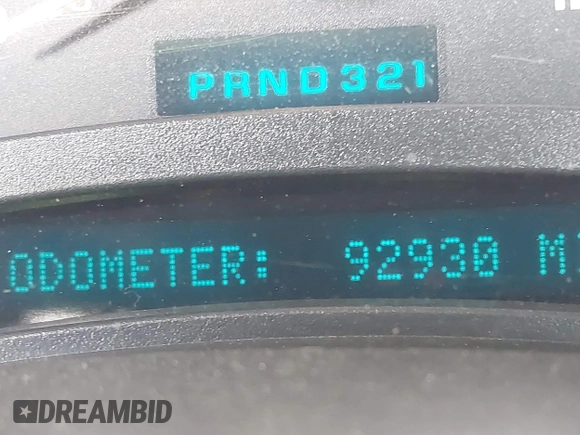 PRND321
ODOMETER: 92930 MI
DREAMBID